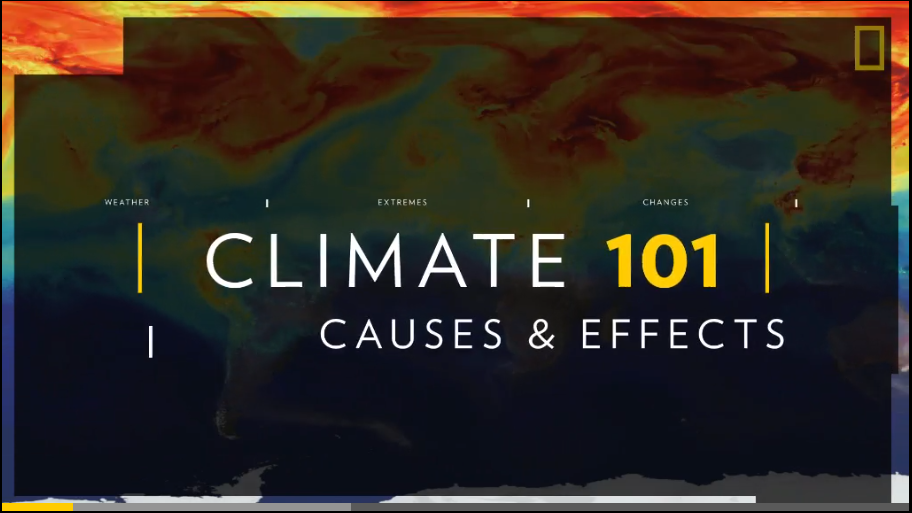 WEATHER EXTREMES CHANGES
CLIMATE 101
CAUSES & EFFECTS